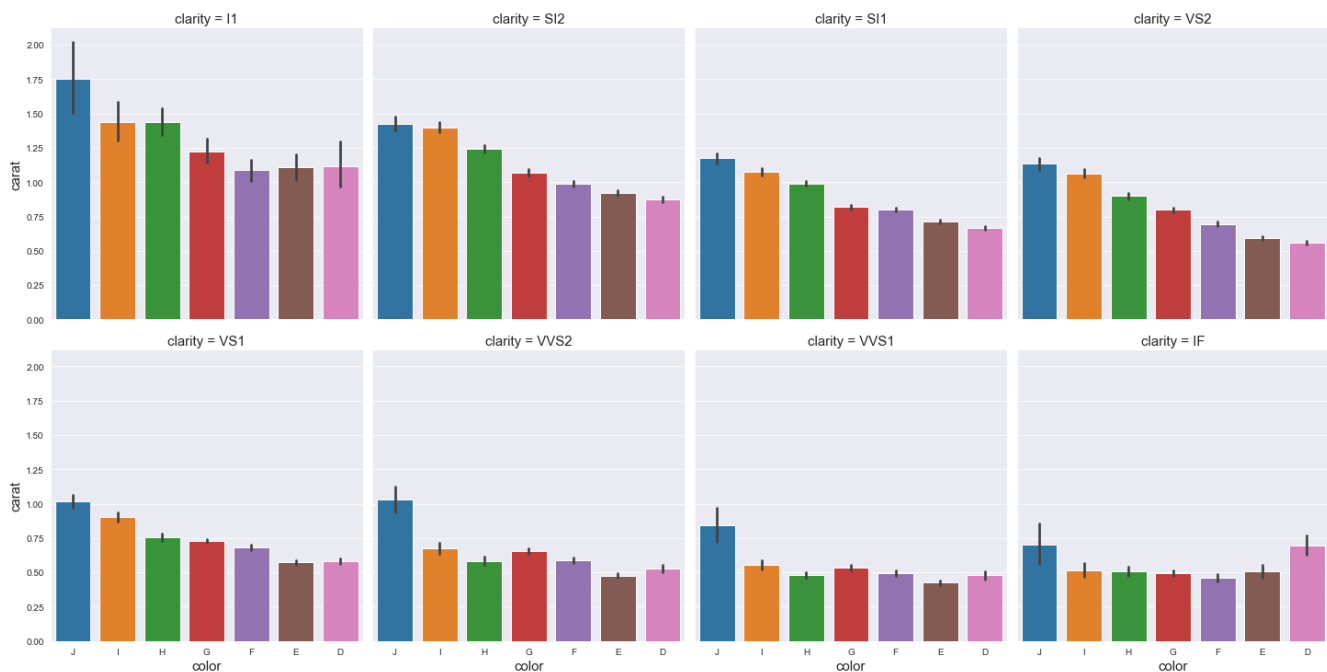 clarity = I1
clarity = SI2
clarity = SI1
clarity = VS2
2.00
1.75
1.50
1.25
1.00
0.75
0.50
0.25
0.00
carat
clarity = VS1
clarity = VVS2
clarity = VVS1
clarity = IF
2.00
1.75
1.50
1.25
1.00
0.75
0.50
0.25
0.00
carat
J I H G F E D
color
J I H G F E D
color
J I H G F E D
color
J I H G F E D
color